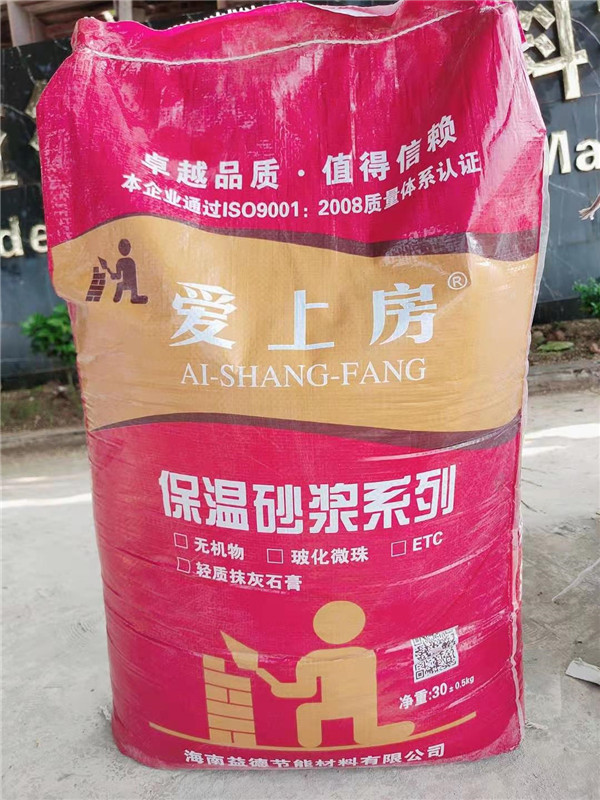 卓越品质·值得信赖
本企业通过ISO9001：2008质量体系认证
爱上房®
AI-SHANG-FANG
保温砂浆系列
□无机物 □玻化微珠 □ETC
□轻质抹灰石膏
净重:30±0.5kg
海南益德节能材料有限公司
de
Ma